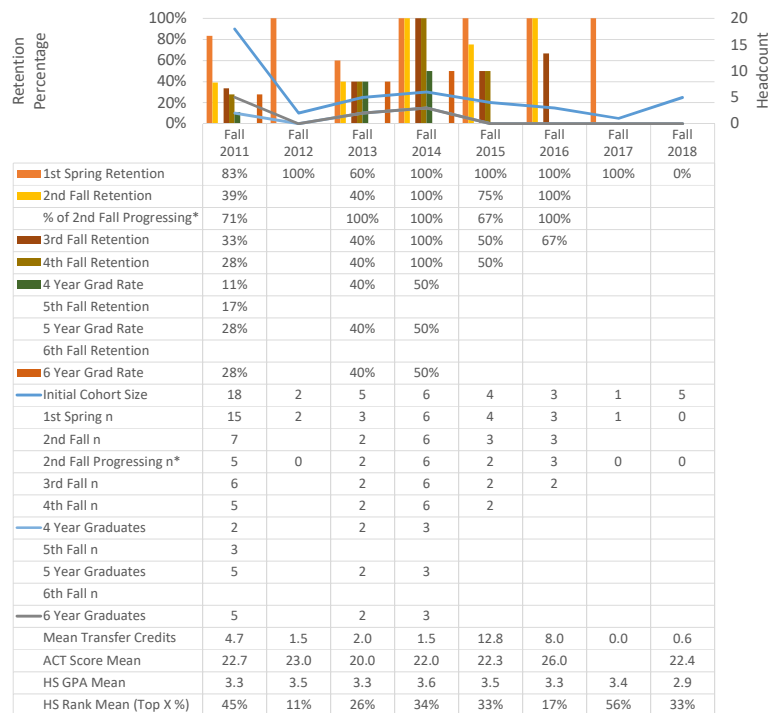 100%
80%
60%
40%
20%
0%
Retention
Percentage
20
15
10
5
0
Headcount
Fall 2011 Fall 2012 Fall 2013 Fall 2014 Fall 2015 Fall 2016 Fall 2017 Fall 2018
1st Spring Retention 83% 100% 60% 100% 100% 100% 100% 0%
2nd Fall Retention 39% 40% 100% 75% 100%
% of 2nd Fall Progressing* 71% 100% 100% 67% 100%
3rd Fall Retention 33% 40% 100% 50% 67%
4th Fall Retention 28% 40% 100% 50%
4 Year Grad Rate 11% 40% 50%
5th Fall Retention 17%
5 Year Grad Rate 28% 40% 50%
6th Fall Retention
6 Year Grad Rate 28% 40% 50%
Initial Cohort Size 18 2 5 6 4 3 1 5
1st Spring n 15 2 3 6 4 3 1 0
2nd Fall n 7 2 6 3 3
2nd Fall Progressing n* 5 0 2 6 2 3 0 0
3rd Fall n 6 2 6 2 2
4th Fall n 5 2 6 2
4 Year Graduates 2 2 3
5th Fall n 3
5 Year Graduates 5 2 3
6th Fall n
6 Year Graduates 5 2 3
Mean Transfer Credits 4.7 1.5 2.0 1.5 12.8 8.0 0.0 0.6
ACT Score Mean 22.7 23.0 20.0 22.0 22.3 26.0 22.4
HS GPA Mean 3.3 3.5 3.3 3.6 3.5 3.3 3.4 2.9
HS Rank Mean (Top X %) 45% 11% 26% 34% 33% 17% 56% 33%